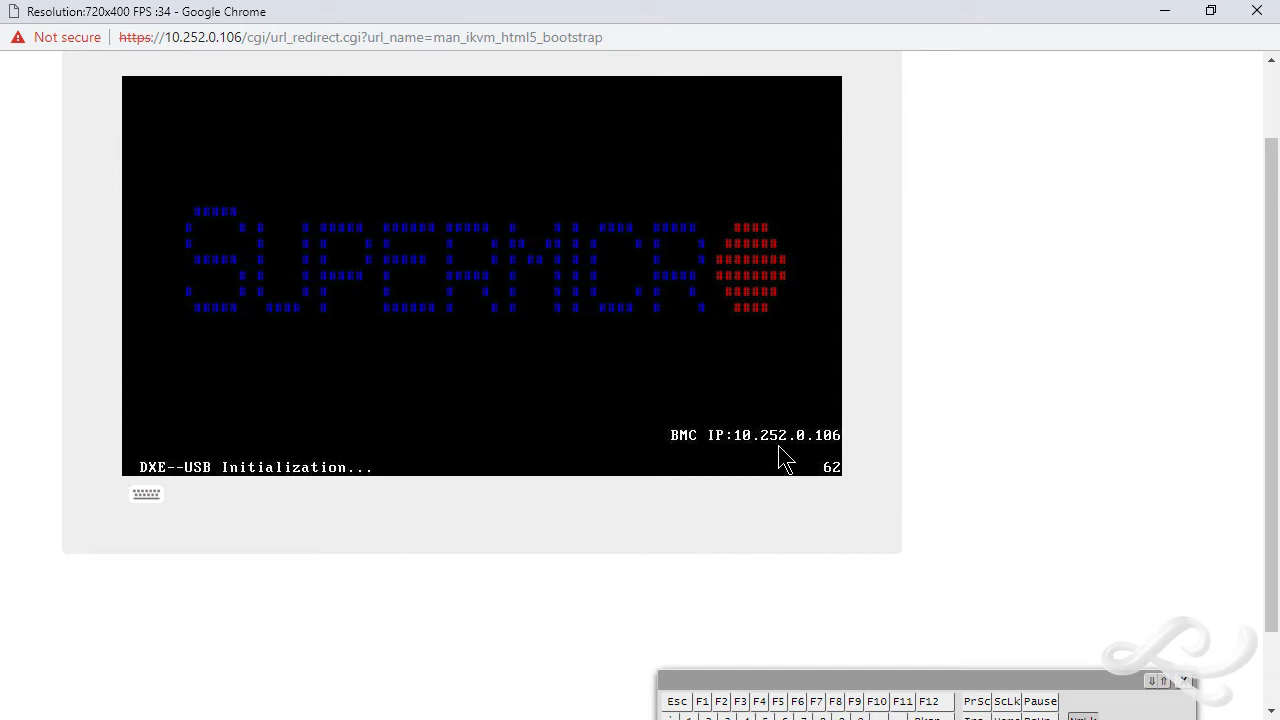 Resolution:720x400 FPS :34 - Google Chrome
Not secure | https://10.252.0.106/cgi/url_redirect.cgi?url_name=man_ikvm_html5_bootstrap
SUPERMICR
BMC IP:10.252.0.106
DXE--USB Initialization... 62
Esc F1 F2 F3 F4 F5 F6 F7 F8 F9 F10 F11 F12 PrSc ScLk Pause